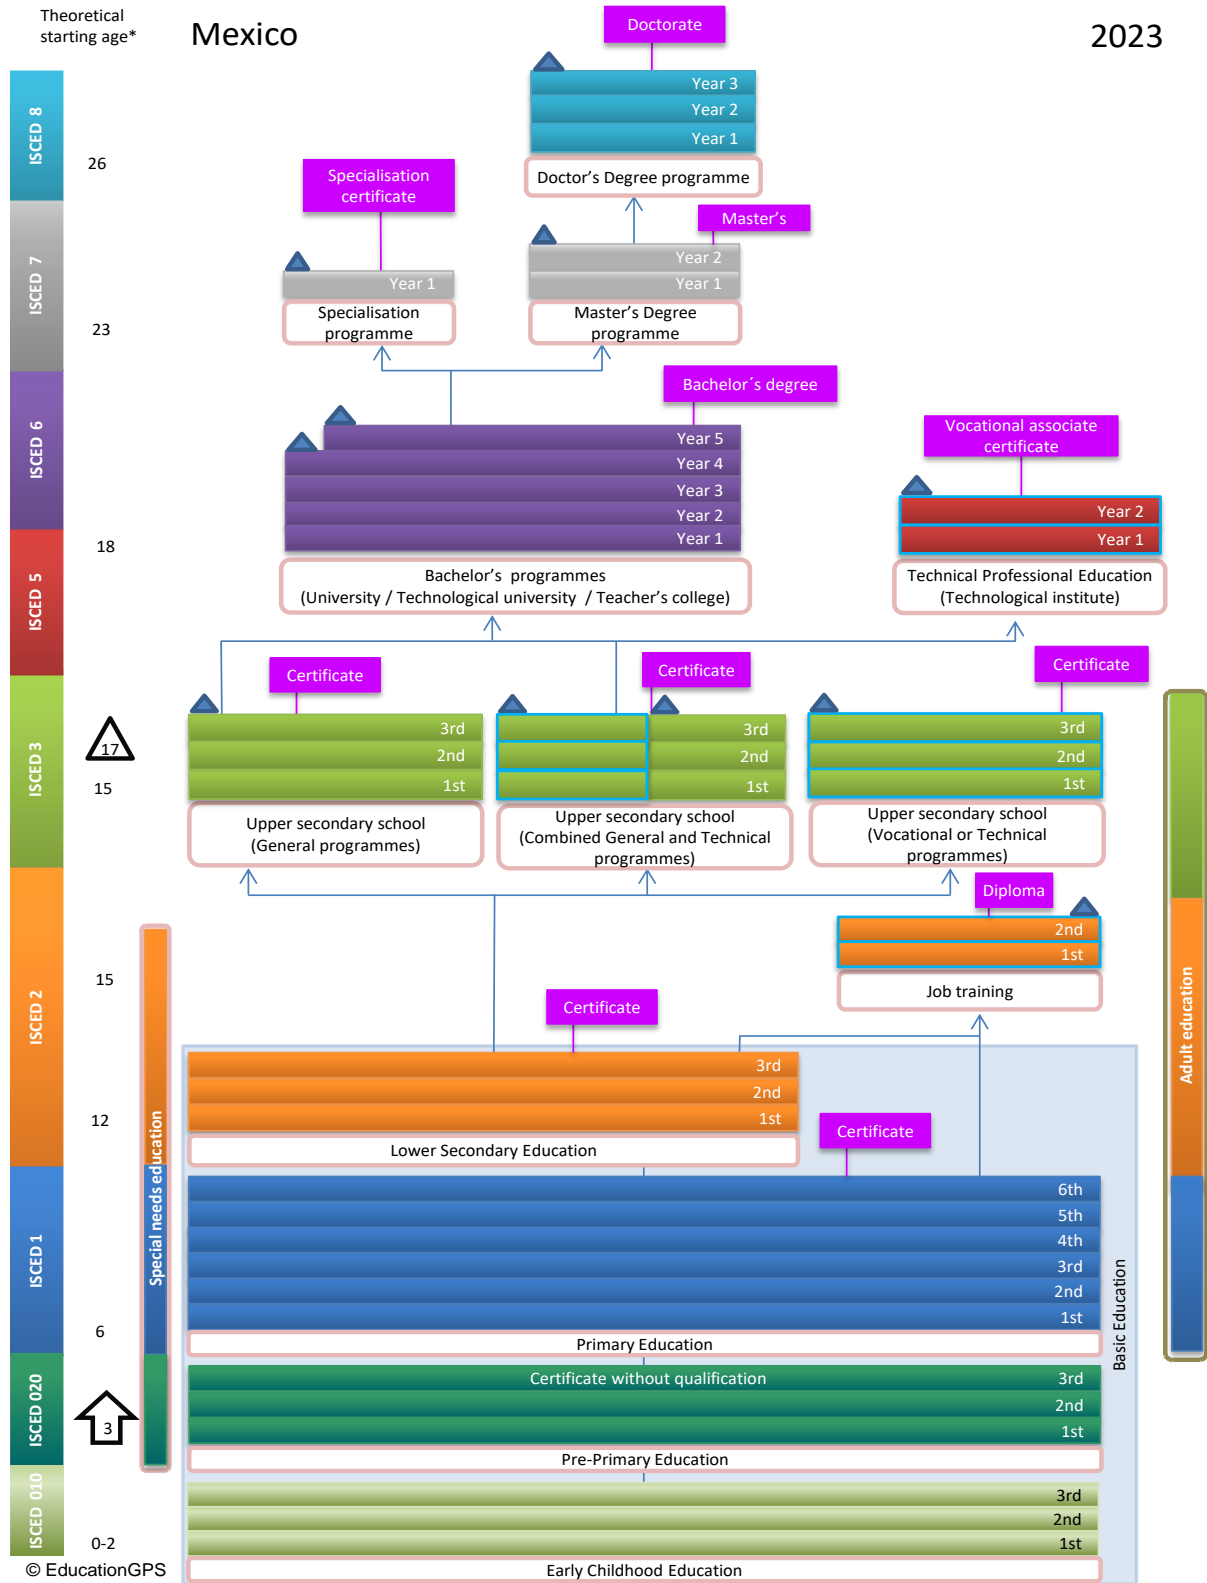 Theoretical
starting age*
Mexico
2023
Doctorate
ISCED 8
26
Year 3
Year 2
Year 1
Doctor's Degree programme
Specialisation
certificate
Master's
ISCED 7
23
Year 1
Specialisation
programme
Year 2
Year 1
Master's Degree
programme
Bachelor´s degree
ISCED 6
Year 5
Year 4
Year 3
Year 2
Year 1
Bachelor's programmes
(University / Technological university / Teacher's college)
Vocational associate
certificate
18
ISCED 5
Year 2
Year 1
Technical Professional Education
(Technological institute)
Certificate
Certificate
Certificate
ISCED 3
17
15
3rd
2nd
1st
Upper secondary school
(General programmes)
3rd
2nd
1st
Upper secondary school
(Combined General and Technical
programmes)
3rd
2nd
1st
Upper secondary school
(Vocational or Technical
programmes)
Diploma
2nd
1st
Job training
ISCED 2
15
12
Certificate
3rd
2nd
1st
Lower Secondary Education
Certificate
Special needs education
Adult education
Basic Education
ISCED 1
6
6th
5th
4th
3rd
2nd
1st
Primary Education
ISCED 020
3
Certificate without qualification
3rd
2nd
1st
Pre-Primary Education
ISCED 010
0-2
3rd
2nd
1st
Early Childhood Education
© EducationGPS